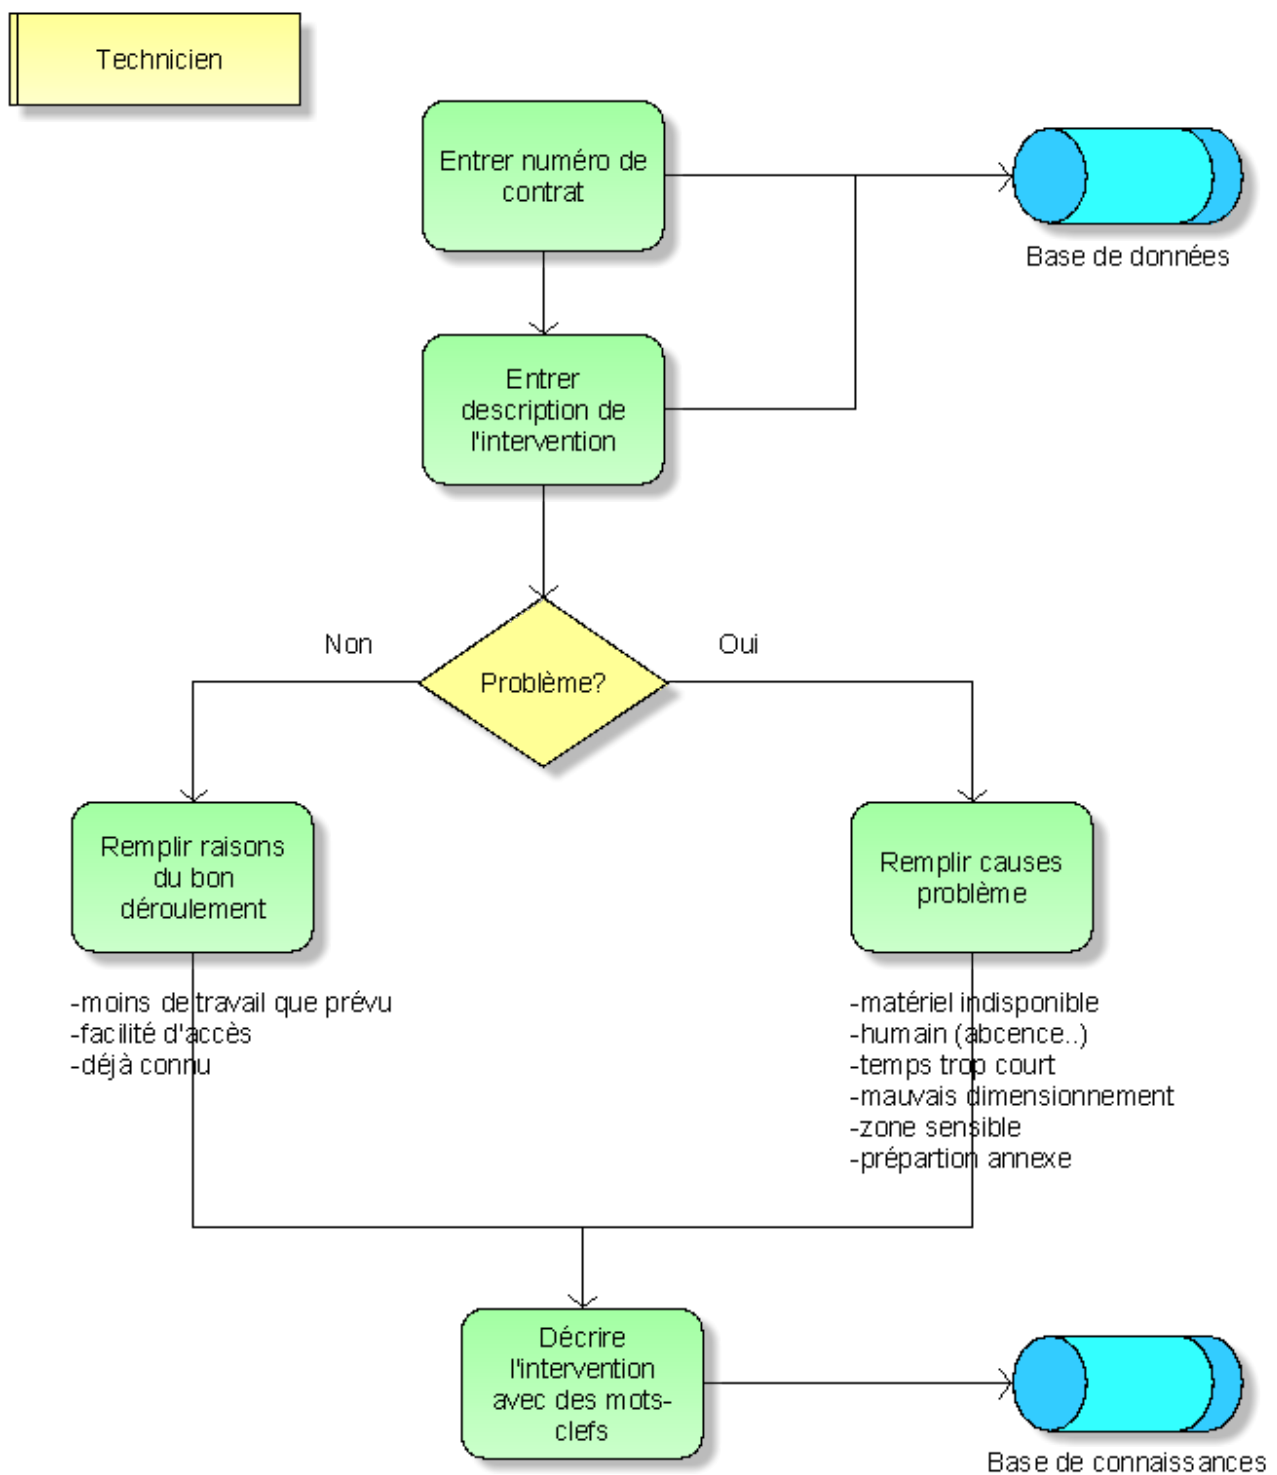 Technicien
Entrer numéro de
contrat
Base de données
Entrer
description de
l'intervention
Non
Oui
Problème?
Remplir raisons
du bon
déroulement
Remplir causes
problème
-moins de travail que prévu
-facilité d'accès
-déjà connu
-matériel indisponible
-humain (abcence..)
-temps trop court
-mauvais dimensionnement
-zone sensible
-prépartion annexe
Décrire
l'intervention
avec des mots-
clefs
Base de connaissances